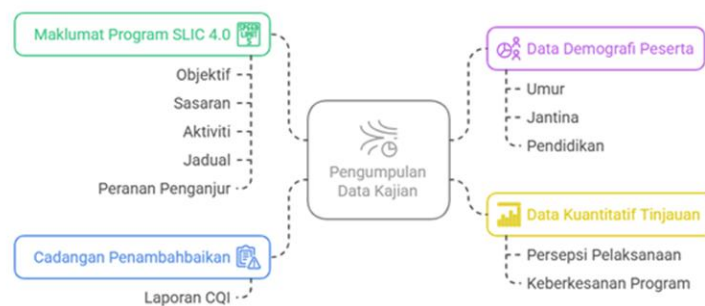 Maklumat Program SLIC 4.0
Objektif
Sasaran
Aktiviti
Jadual
Peranan Penganjur
Cadangan Penambahbaikan
Laporan CQI
Pengumpulan
Data Kajian
Data Demografi Peserta
Umur
Jantina
Pendidikan
Data Kuantitatif Tinjauan
Persepsi Pelaksanaan
Keberkesanan Program